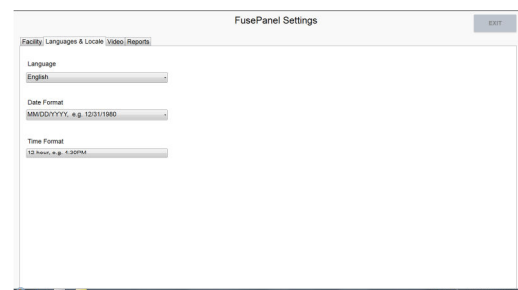 FusePanel Settings
EXIT
Facility Languages & Locale Video Reports
Language
English
Date Format
MM/DD/YYYY, e.g. 12/31/1980
Time Format
12 hour, e.g. 4:30PM